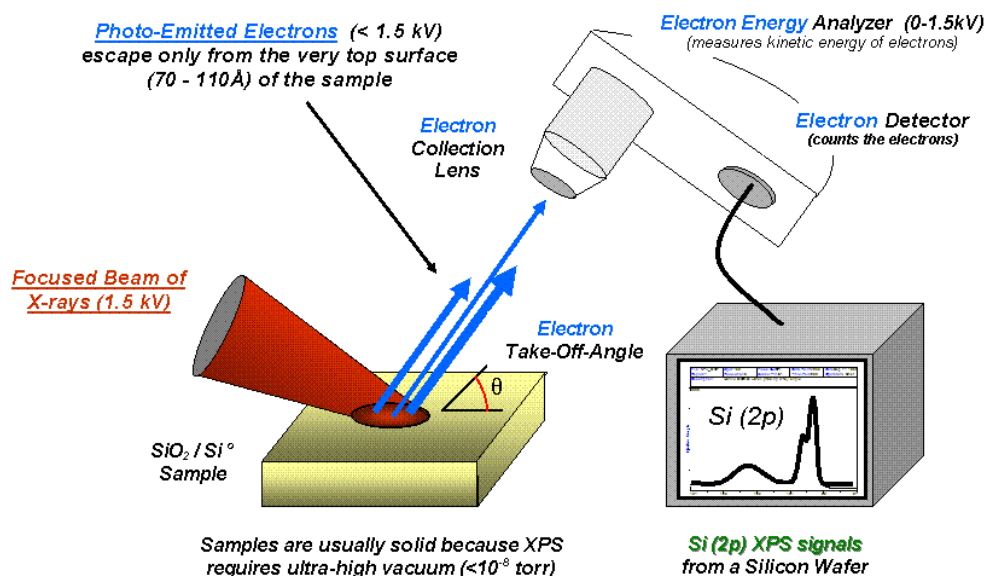 Photo-Emitted Electrons (< 1.5 kV)
escape only from the very top surface
(70 - 110Å) of the sample
Electron Energy Analyzer (0-1.5kV)
(measures kinetic energy of electrons)
Electron
Collection
Lens
Electron Detector
(counts the electrons)
Focused Beam of
X-rays (1.5 kV)
Electron
Take-Off-Angle
θ
SiO₂ / Si°
Sample
Si (2p)
Samples are usually solid because XPS
requires ultra-high vacuum (<10⁻⁸ torr)
Si (2p) XPS signals
from a Silicon Wafer